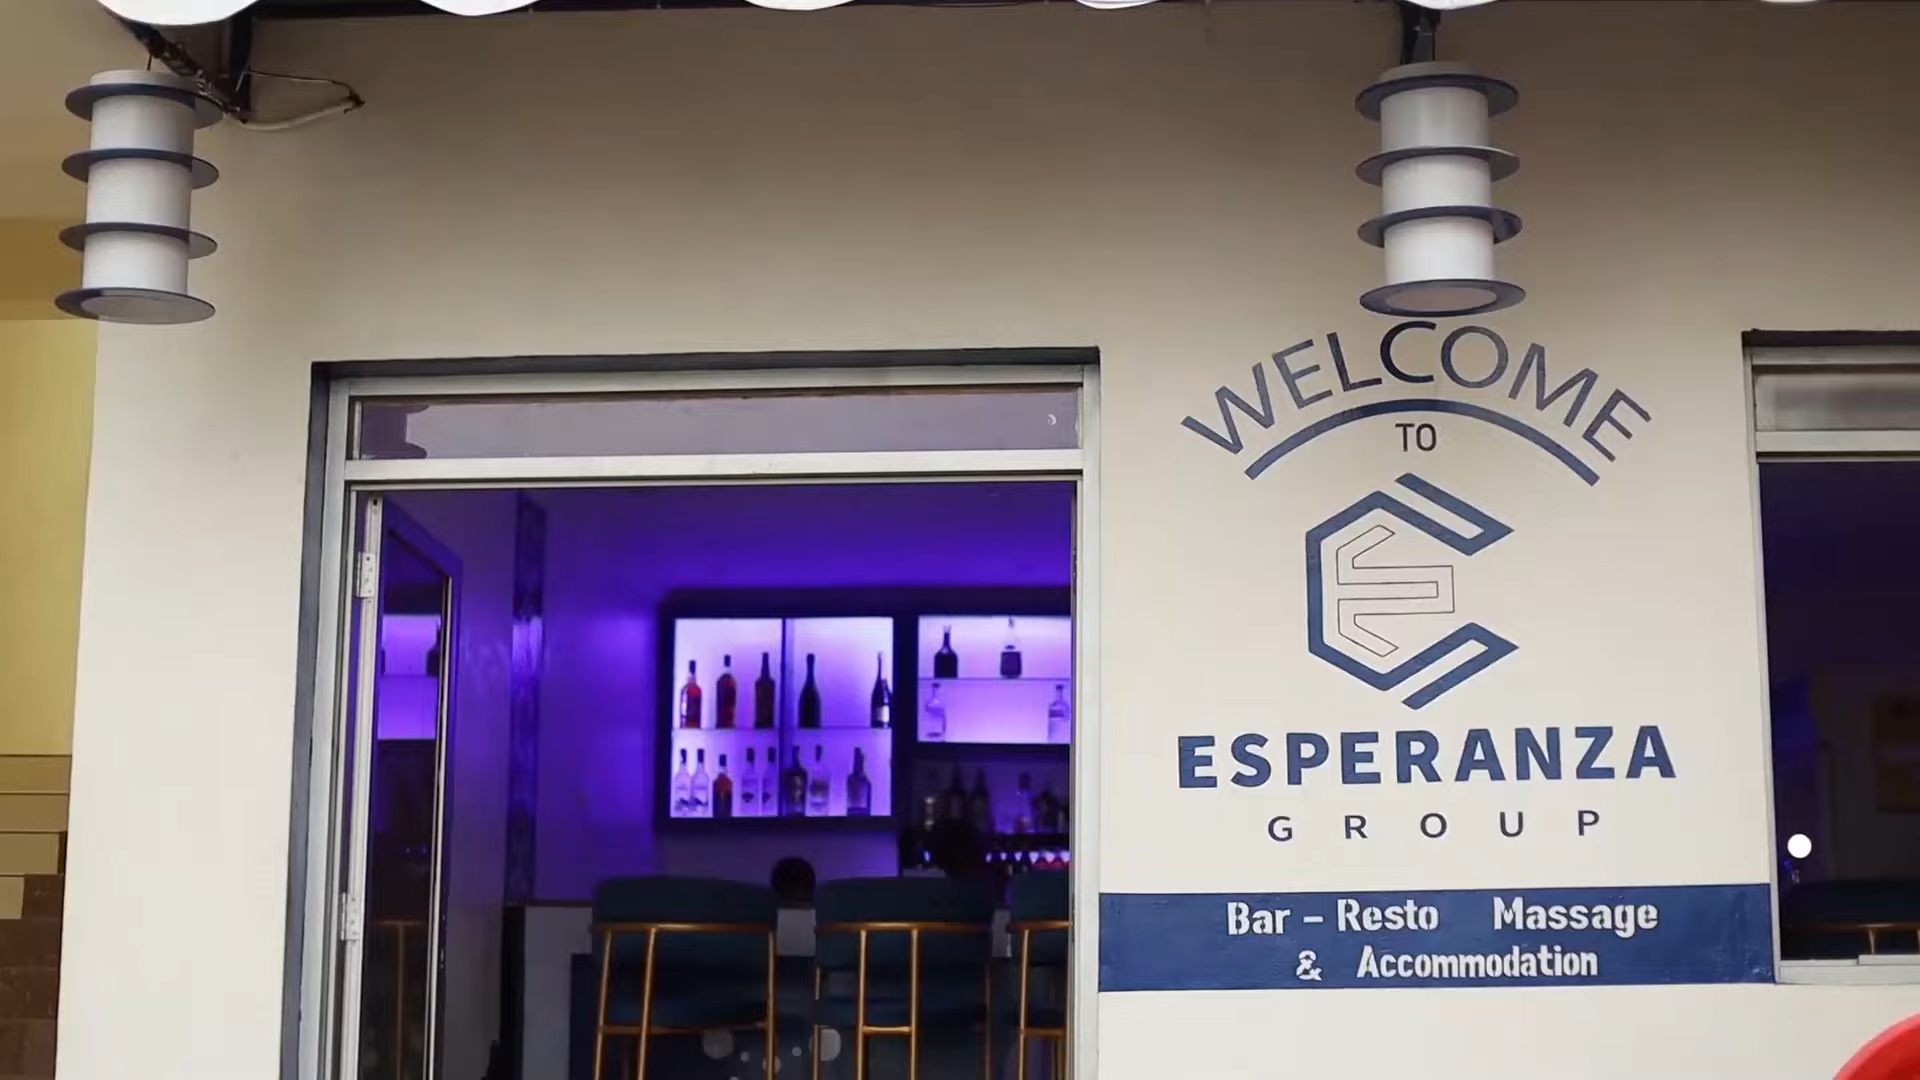 WELCOME
TO
ESPERANZA
GROUP
Bar - Resto Massage
& Accommodation